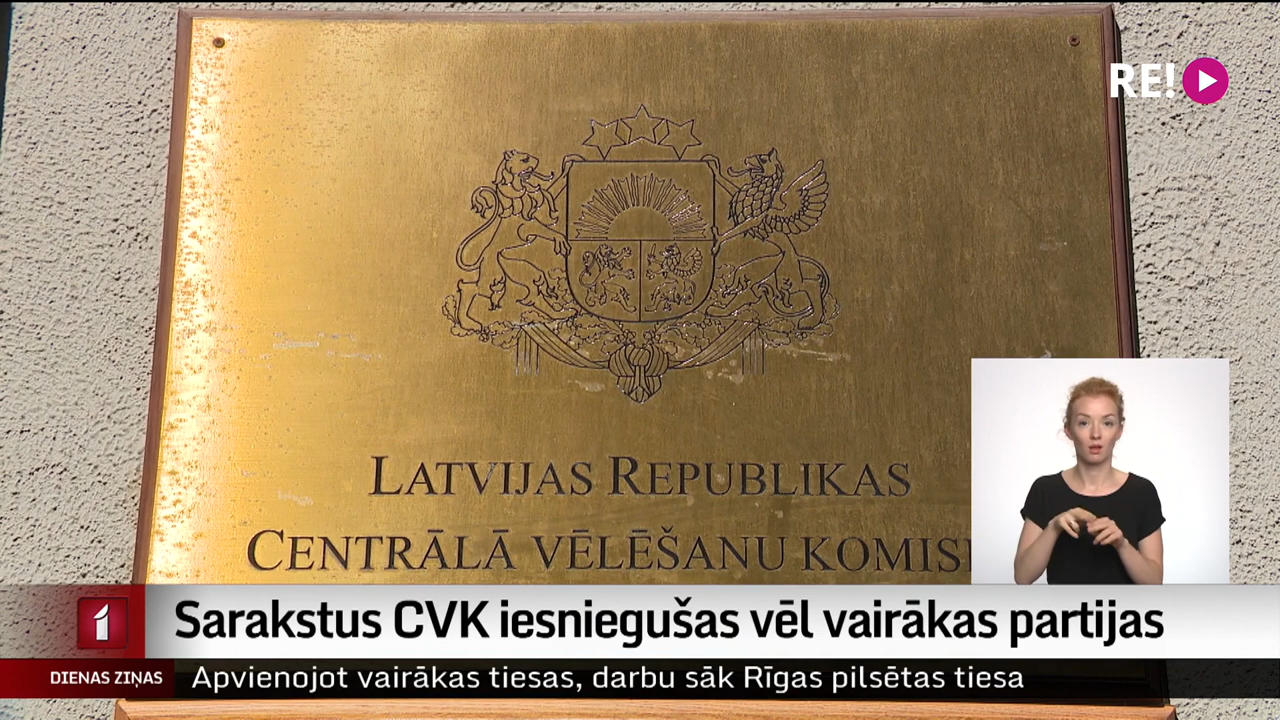 RE!
LATVIJAS REPUBLIKAS
CENTRĀLĀ VĒLĒŠANU KOMIS
1 Sarakstus CVK iesniegušas vēl vairākas partijas
DIENAS ZIŅAS Apvienojot vairākas tiesas, darbu sāk Rīgas pilsētas tiesa